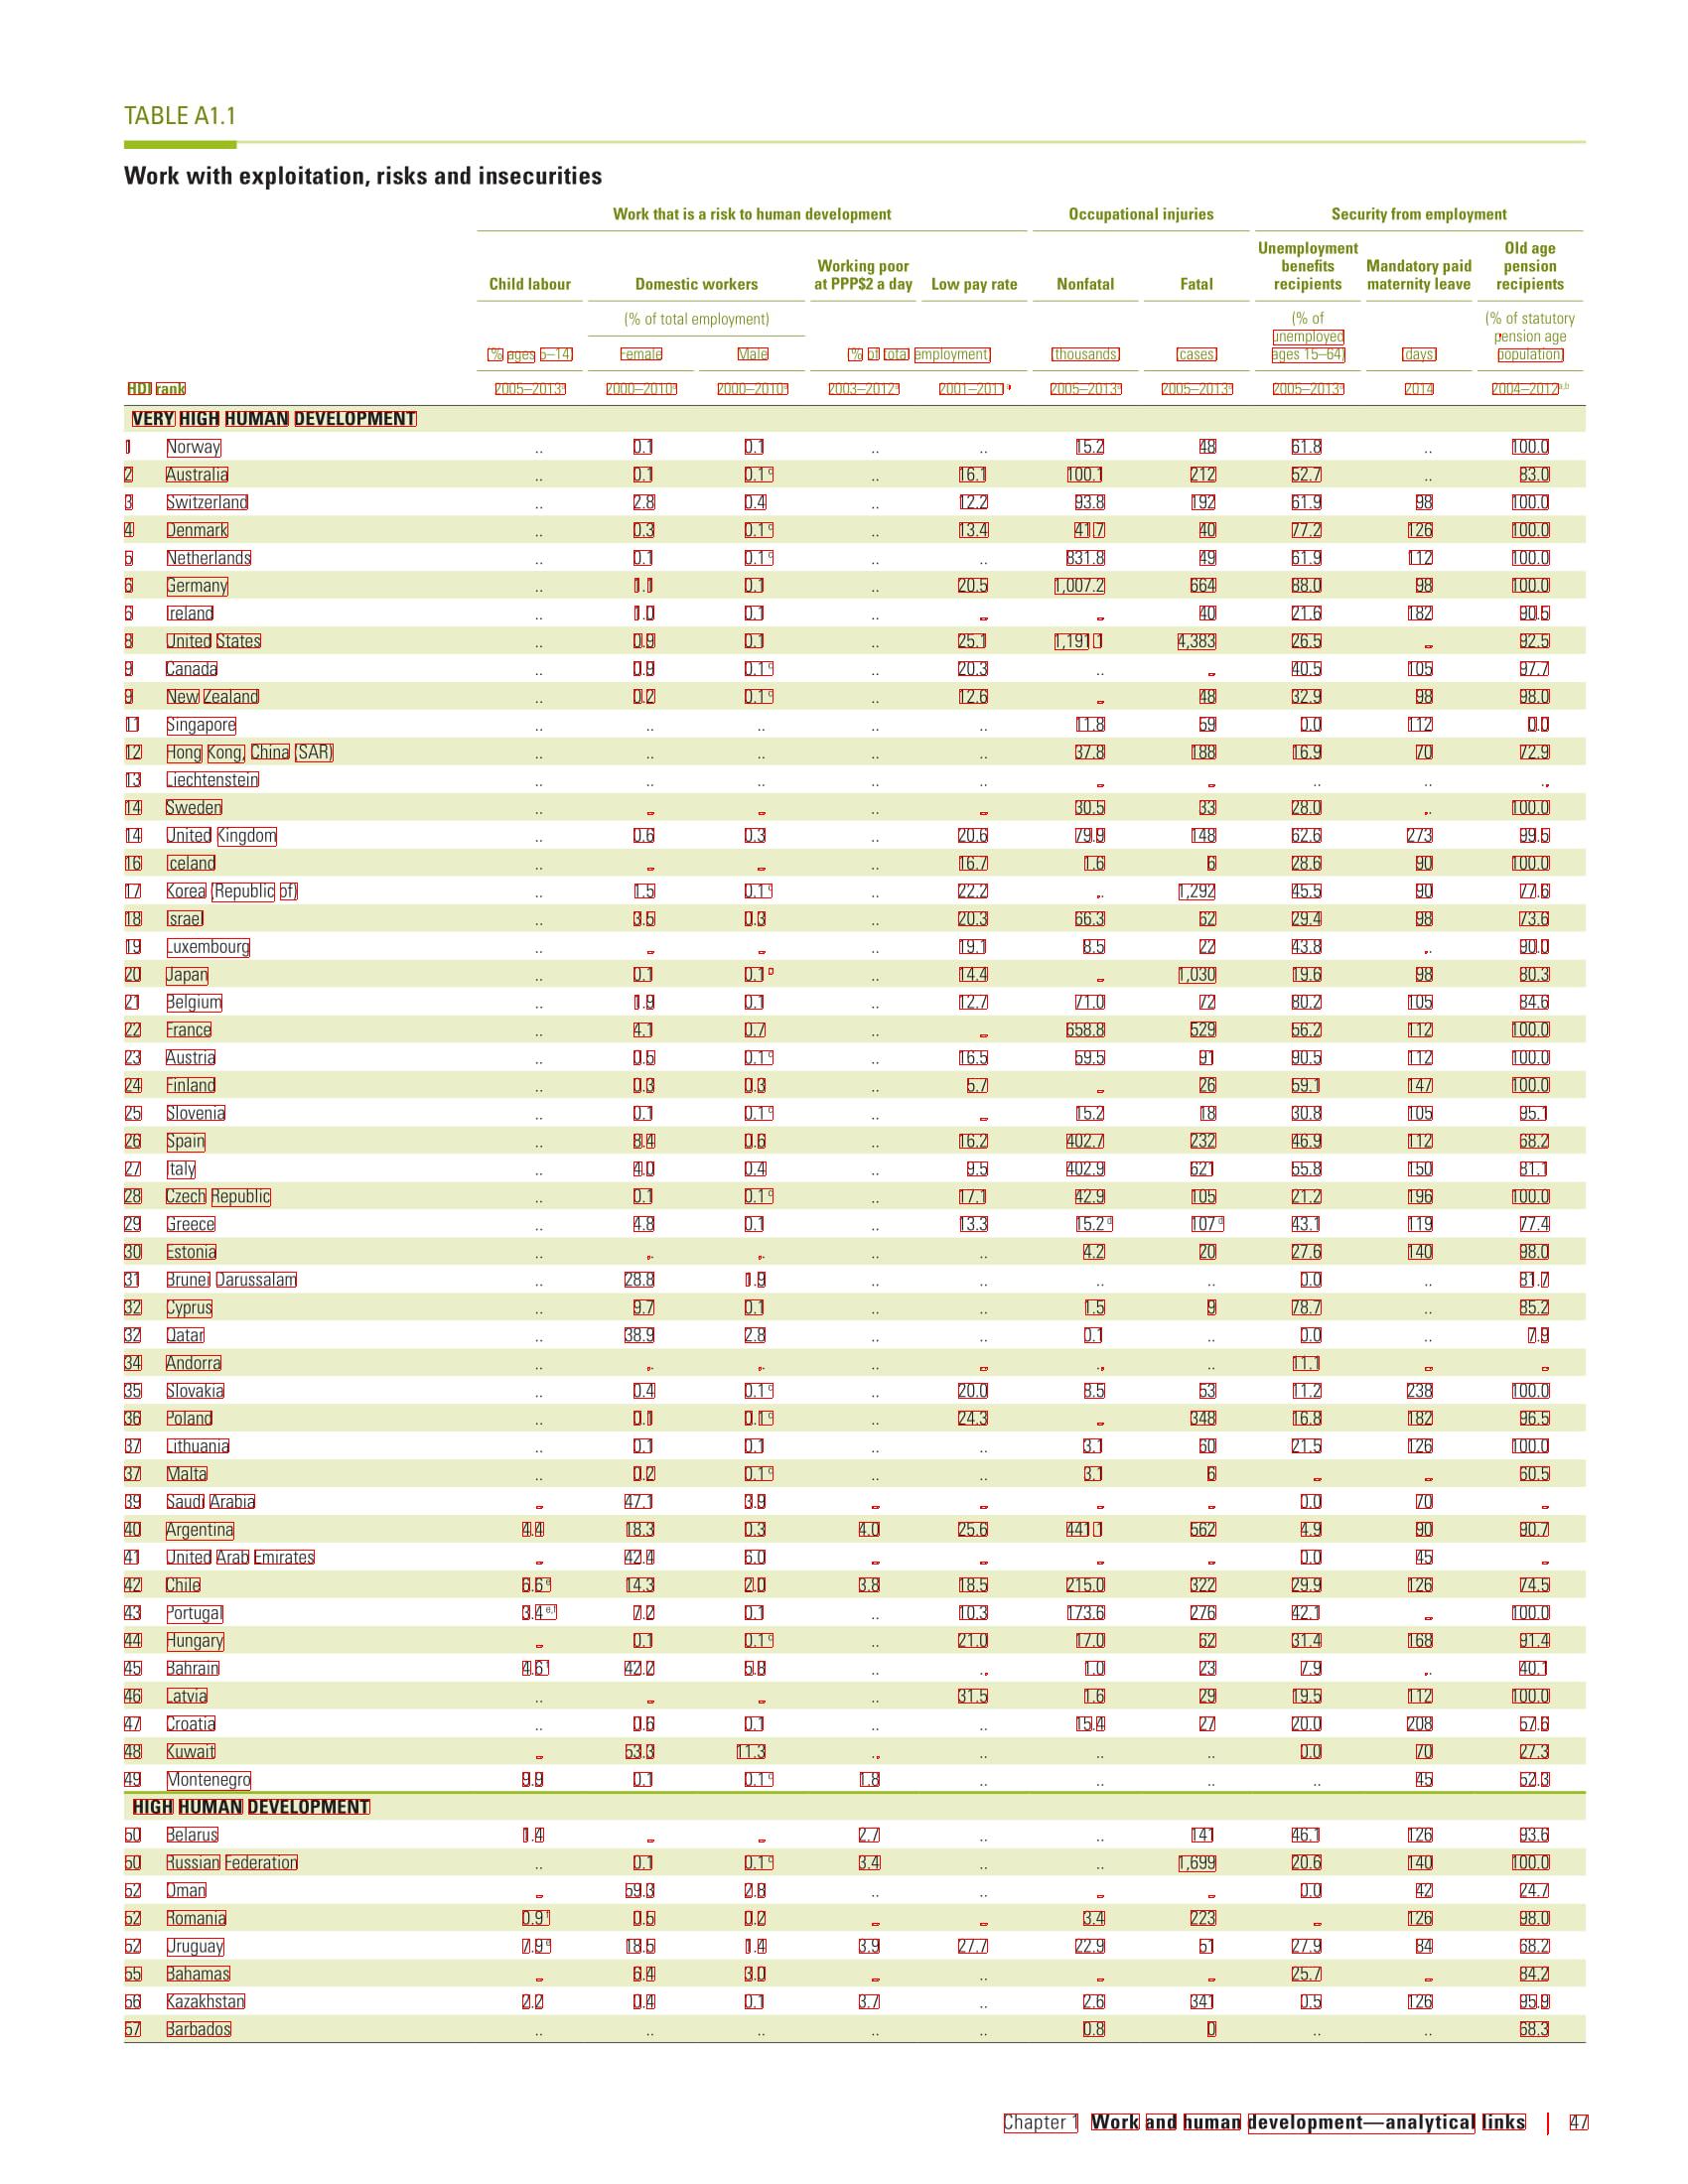 TABLE A1.1
Work with exploitation, risks and insecurities
Work that is a risk to human development Occupational injuries Security from employment
Child labour Domestic workers Working poor at PPP$2 a day Low pay rate Nonfatal Fatal Unemployment benefits recipients Mandatory paid maternity leave Old age pension recipients
(% ages 5–14) (% of total employment) Female Male (% of total employment) (thousands) (cases) (% of unemployed ages 15–64) (days) (% of statutory pension age population)
HDI rank 2005–2013a 2000–2010a 2000–2010a 2003–2012a 2001–2011a 2005–2013a 2005–2013a 2005–2013a 2014 2004–2012a,b
VERY HIGH HUMAN DEVELOPMENT
1 Norway .. 0.1 0.1 .. 15.2 48 61.8 .. 100.0
2 Australia .. 0.1 0.1c .. 16.1 100.1 212 52.7 .. 83.0
3 Switzerland .. 2.8 0.4 .. 12.2 93.8 192 61.9 98 100.0
4 Denmark .. 0.3 0.1c .. 13.4 41.7 40 77.2 126 100.0
5 Netherlands .. 0.1 0.1c .. .. 831.8 49 61.9 112 100.0
6 Germany .. 1.1 0.1 .. 20.5 1,007.2 664 88.0 98 100.0
6 Ireland .. 1.0 0.1 .. .. .. 40 21.6 182 90.5
8 United States .. 0.9 0.1 .. 25.1 1,191.1 4,383 26.5 .. 92.5
9 Canada .. 0.9 0.1c .. 20.3 .. .. 40.5 105 97.7
9 New Zealand .. 0.2 0.1c .. 12.6 .. 48 32.9 98 98.0
11 Singapore .. .. .. .. .. 11.8 59 0.0 112 0.0
12 Hong Kong, China (SAR) .. .. .. .. .. 37.8 188 16.9 70 72.9
13 Liechtenstein .. .. .. .. .. .. .. .. .. ..
14 Sweden .. .. .. .. .. 30.5 33 28.0 .. 100.0
14 United Kingdom .. 0.6 0.3 .. 20.6 79.9 148 62.6 273 99.5
16 Iceland .. .. .. .. 16.7 1.6 6 28.6 90 100.0
17 Korea (Republic of) .. 1.5 0.1c .. 22.2 .. 1,292 45.5 90 77.6
18 Israel .. 3.5 0.3 .. 20.3 66.3 62 29.4 98 73.6
19 Luxembourg .. .. .. .. 19.1 8.5 22 43.8 .. 90.0
20 Japan .. 0.1 0.1c .. 14.4 .. 1,030 19.6 98 80.3
21 Belgium .. 1.9 0.1 .. 12.7 71.0 72 80.2 105 84.6
22 France .. 4.1 0.7 .. .. 658.8 529 56.2 112 100.0
23 Austria .. 0.5 0.1c .. 16.5 59.5 91 90.5 112 100.0
24 Finland .. 0.3 0.3 .. 5.7 .. 26 59.1 147 100.0
25 Slovenia .. 0.1 0.1c .. .. 15.2 18 30.8 105 95.1
26 Spain .. 8.4 0.6 .. 16.2 402.7 232 46.9 112 68.2
27 Italy .. 4.0 0.4 .. 9.5 402.9 621 55.8 150 81.1
28 Czech Republic .. 0.1 0.1c .. 17.1 42.9 105 21.2 196 100.0
29 Greece .. 4.8 0.1 .. 13.3 15.2d 107d 43.1 119 77.4
30 Estonia .. .. .. .. .. 4.2 20 27.6 140 98.0
31 Brunei Darussalam .. 28.8 1.9 .. .. .. .. 0.0 .. 81.7
32 Cyprus .. 9.7 0.1 .. .. 1.5 9 78.7 .. 85.2
32 Qatar .. 38.9 2.8 .. .. 0.1 .. 0.0 .. 7.9
34 Andorra .. .. .. .. .. .. .. 11.1 .. ..
35 Slovakia .. 0.4 0.1c .. 20.0 8.5 53 11.2 238 100.0
36 Poland .. 0.1 0.1c .. 24.3 .. 348 16.8 182 96.5
37 Lithuania .. 0.1 0.1 .. .. 3.1 60 21.5 126 100.0
37 Malta .. 0.2 0.1c .. .. 3.1 6 .. .. 60.5
39 Saudi Arabia .. 47.1 3.9 .. .. .. .. 0.0 70 ..
40 Argentina 4.4 18.3 0.3 4.0 25.6 441.1 562 4.9 90 90.7
41 United Arab Emirates .. 42.4 6.0 .. .. .. .. 0.0 45 ..
42 Chile 6.6e 14.3 2.0 3.8 18.5 215.0 322 29.9 126 74.5
43 Portugal 3.4e,f 7.2 0.1 .. 10.3 173.6 276 42.1 .. 100.0
44 Hungary .. 0.1 0.1c .. 21.0 17.0 62 31.4 168 91.4
45 Bahrain 4.6f 42.2 5.8 .. .. 1.0 23 7.9 .. 40.1
46 Latvia .. .. .. .. 31.5 1.6 29 19.5 112 100.0
47 Croatia .. 0.6 0.1 .. .. 15.4 27 20.0 208 57.6
48 Kuwait .. 53.3 11.3 .. .. .. .. 0.0 70 27.3
49 Montenegro 9.9 0.1 0.1c 1.8 .. .. .. .. 45 52.3
HIGH HUMAN DEVELOPMENT
50 Belarus 1.4 .. .. 2.7 .. .. 141 46.1 126 93.6
50 Russian Federation .. 0.1 0.1c 3.4 .. .. 1,699 20.6 140 100.0
52 Oman .. 59.3 2.8 .. .. .. .. 0.0 42 24.7
52 Romania 0.9f 0.5 0.2 .. .. 3.4 223 .. 126 98.0
52 Uruguay 7.9e 18.5 1.4 3.9 27.7 22.9 51 27.9 84 68.2
55 Bahamas .. 6.4 3.0 .. .. .. .. 25.7 .. 84.2
56 Kazakhstan 2.2 0.4 0.1 3.7 .. 2.6 341 0.5 126 95.9
57 Barbados .. .. .. .. .. 0.8 0 .. .. 68.3
Chapter 1 Work and human development—analytical links | 47